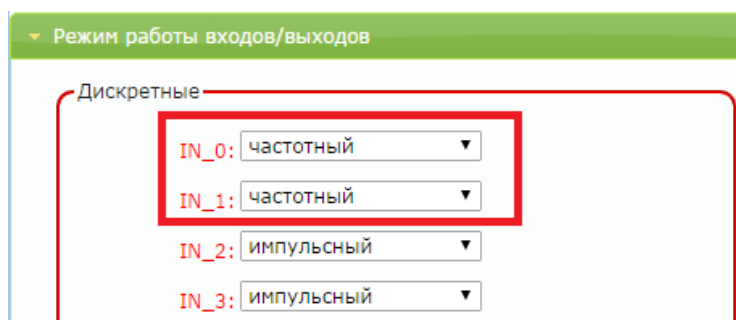 Режим работы входов/выходов
Дискретные
IN_0: частотный
IN_1: частотный
IN_2: импульсный
IN_3: импульсный